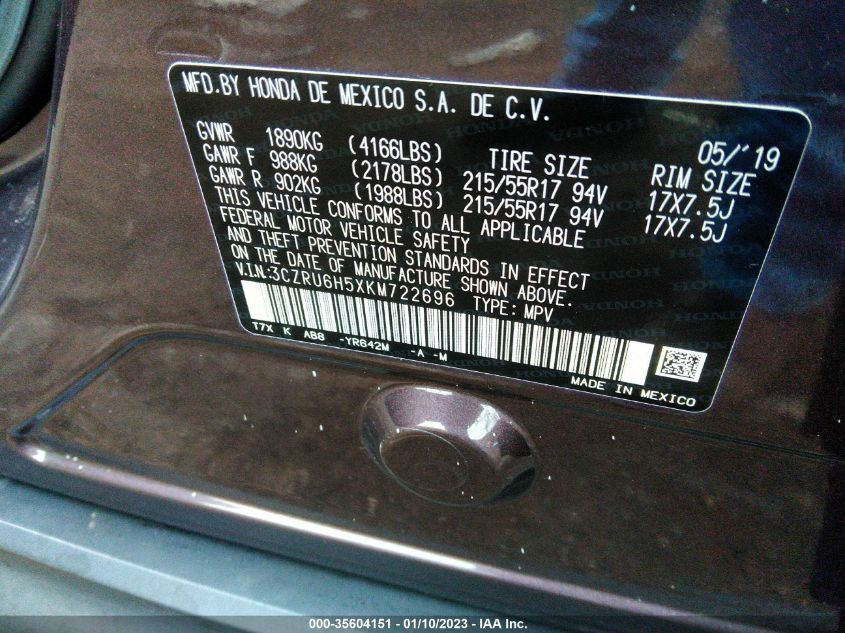 MFD.BY HONDA DE MEXICO S.A. DE C.V.
05/'19
GVWR 1890KG (4166LBS) TIRE SIZE RIM SIZE
GAWR F 988KG (2178LBS) 215/55R17 94V 17X7.5J
GAWR R 902KG (1988LBS) 215/55R17 94V 17X7.5J
THIS VEHICLE CONFORMS TO ALL APPLICABLE
FEDERAL MOTOR VEHICLE SAFETY
AND THEFT PREVENTION STANDARDS IN EFFECT
ON THE DATE OF MANUFACTURE SHOWN ABOVE.
V.I.N:3CZRU6H5XKM722696 TYPE: MPV
T7X K AB8 -YR642M -A -M
MADE IN MEXICO
000-35604151 — 01/10/2023 - IAA Inc.